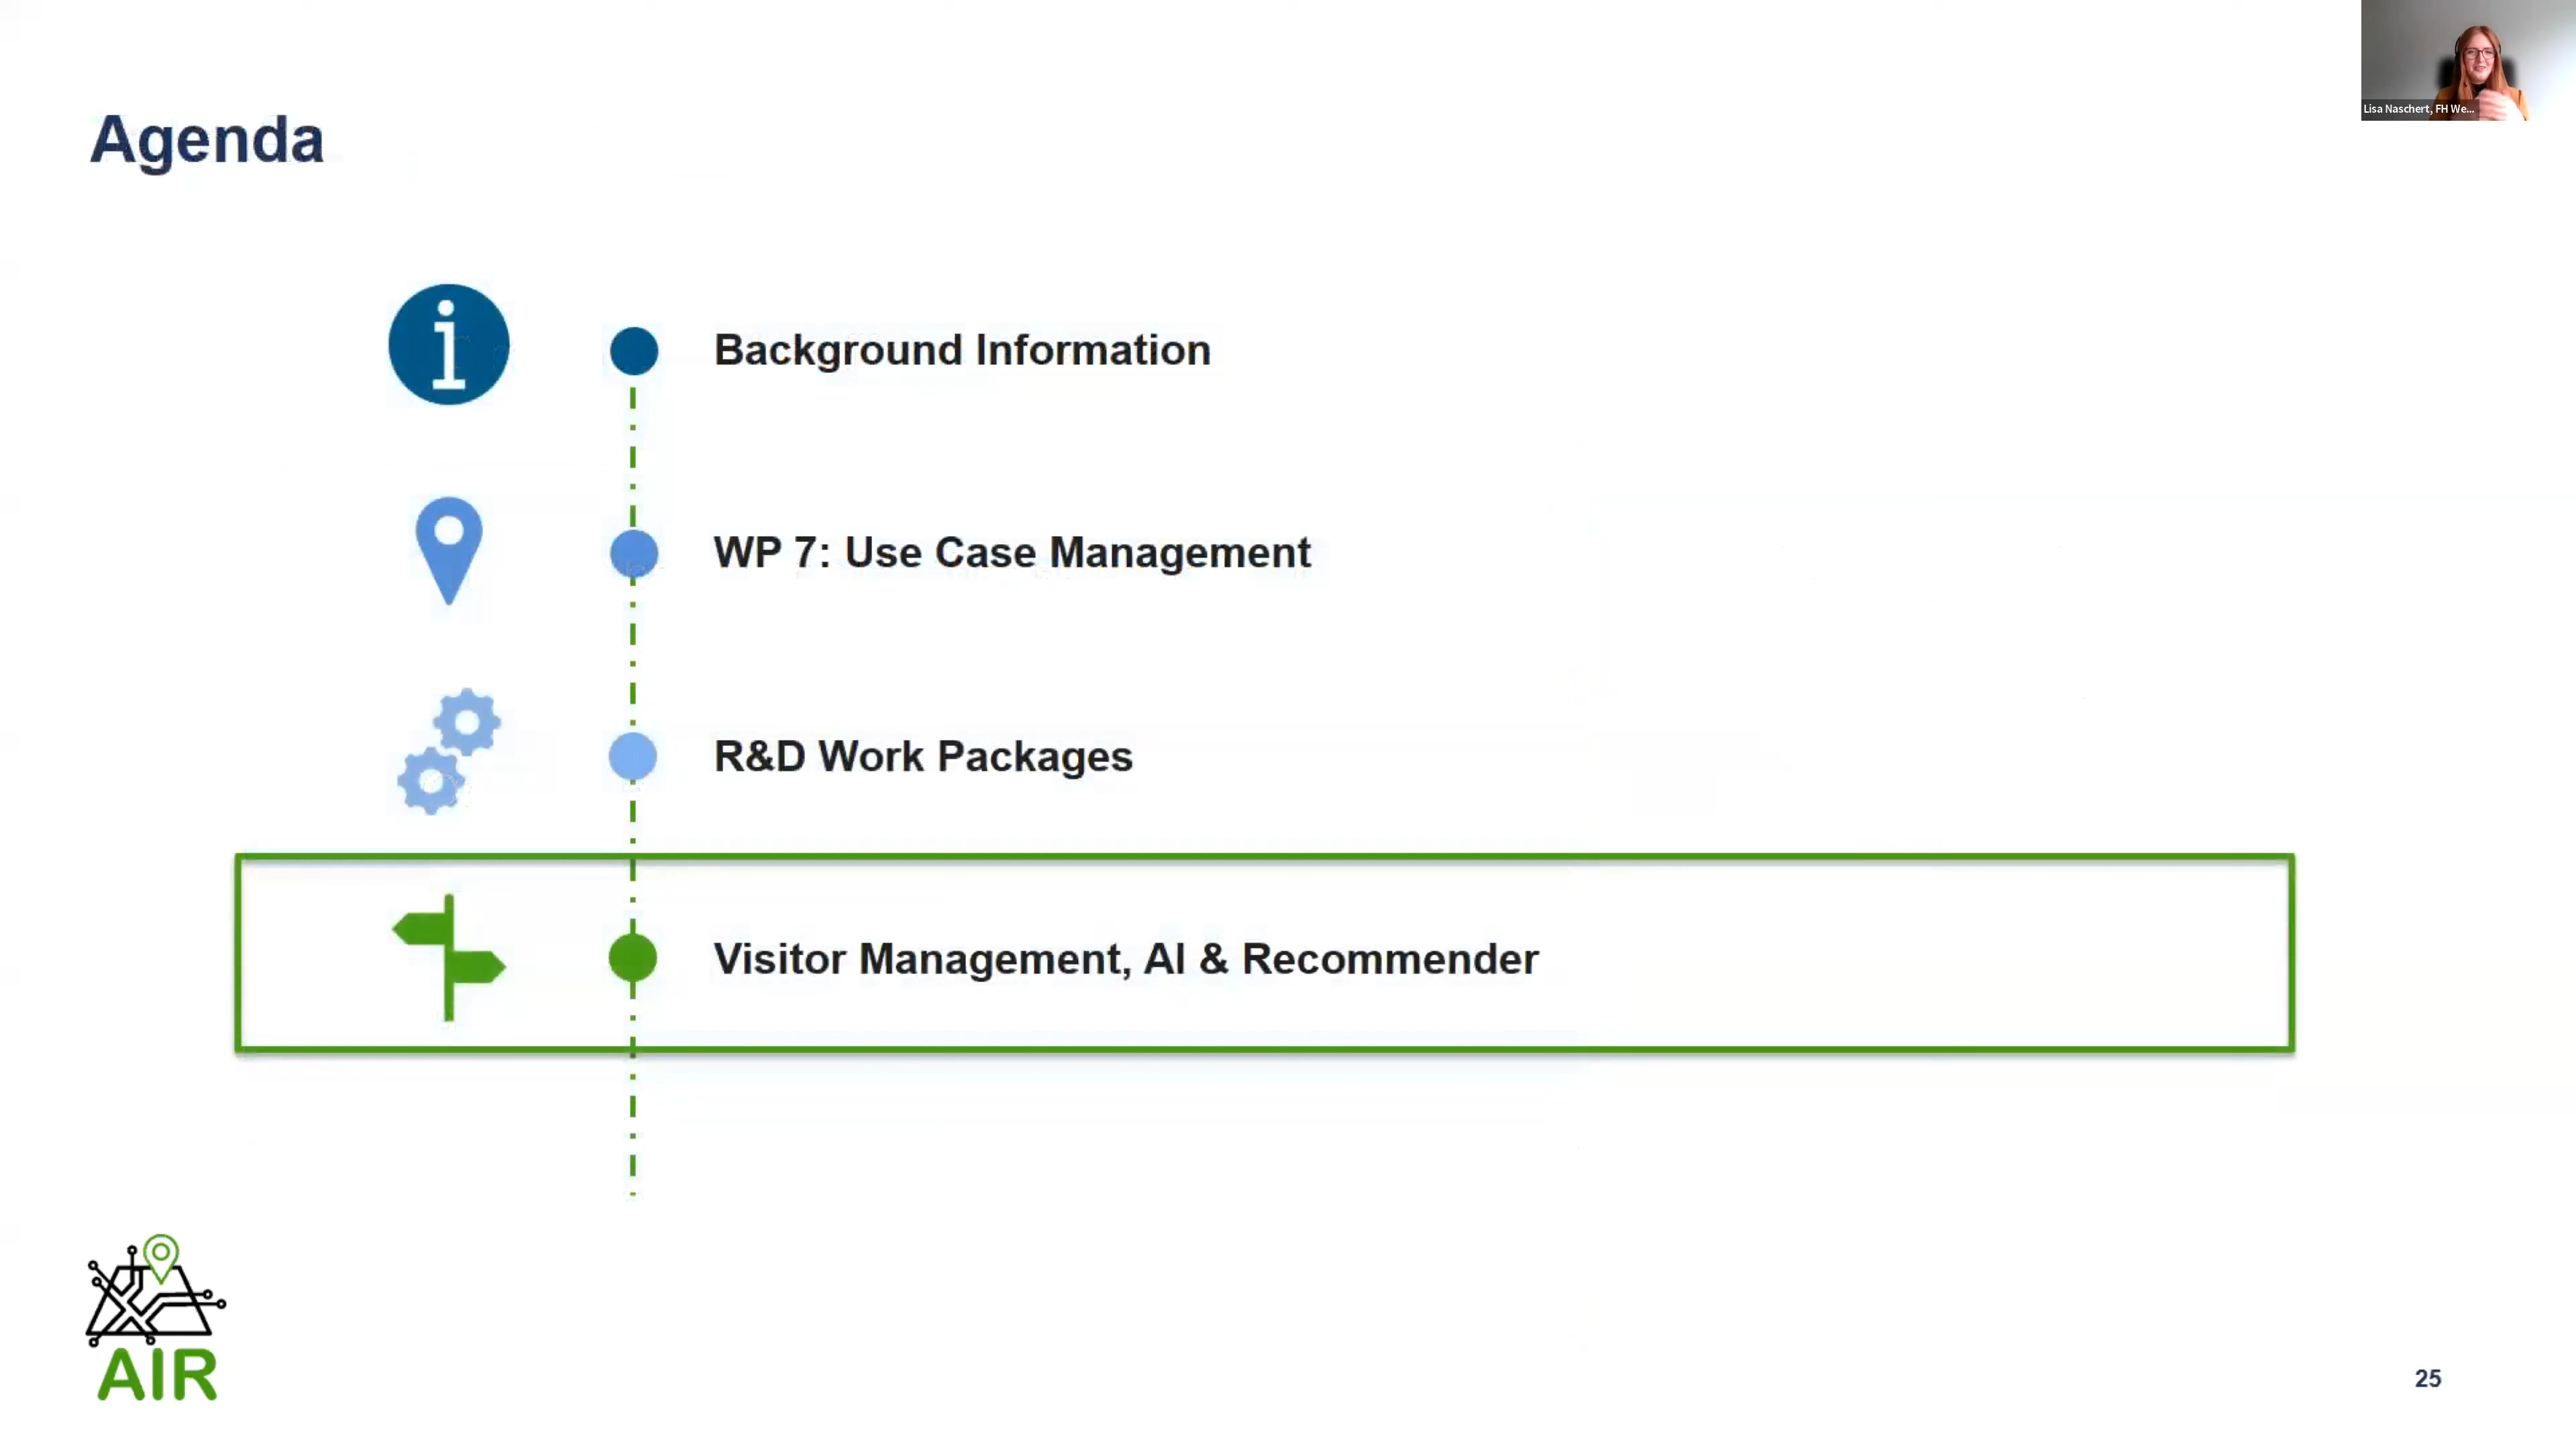 Lisa Naschert, FH We...
Agenda
Background Information
WP 7: Use Case Management
R&D Work Packages
Visitor Management, AI & Recommender
AIR
25